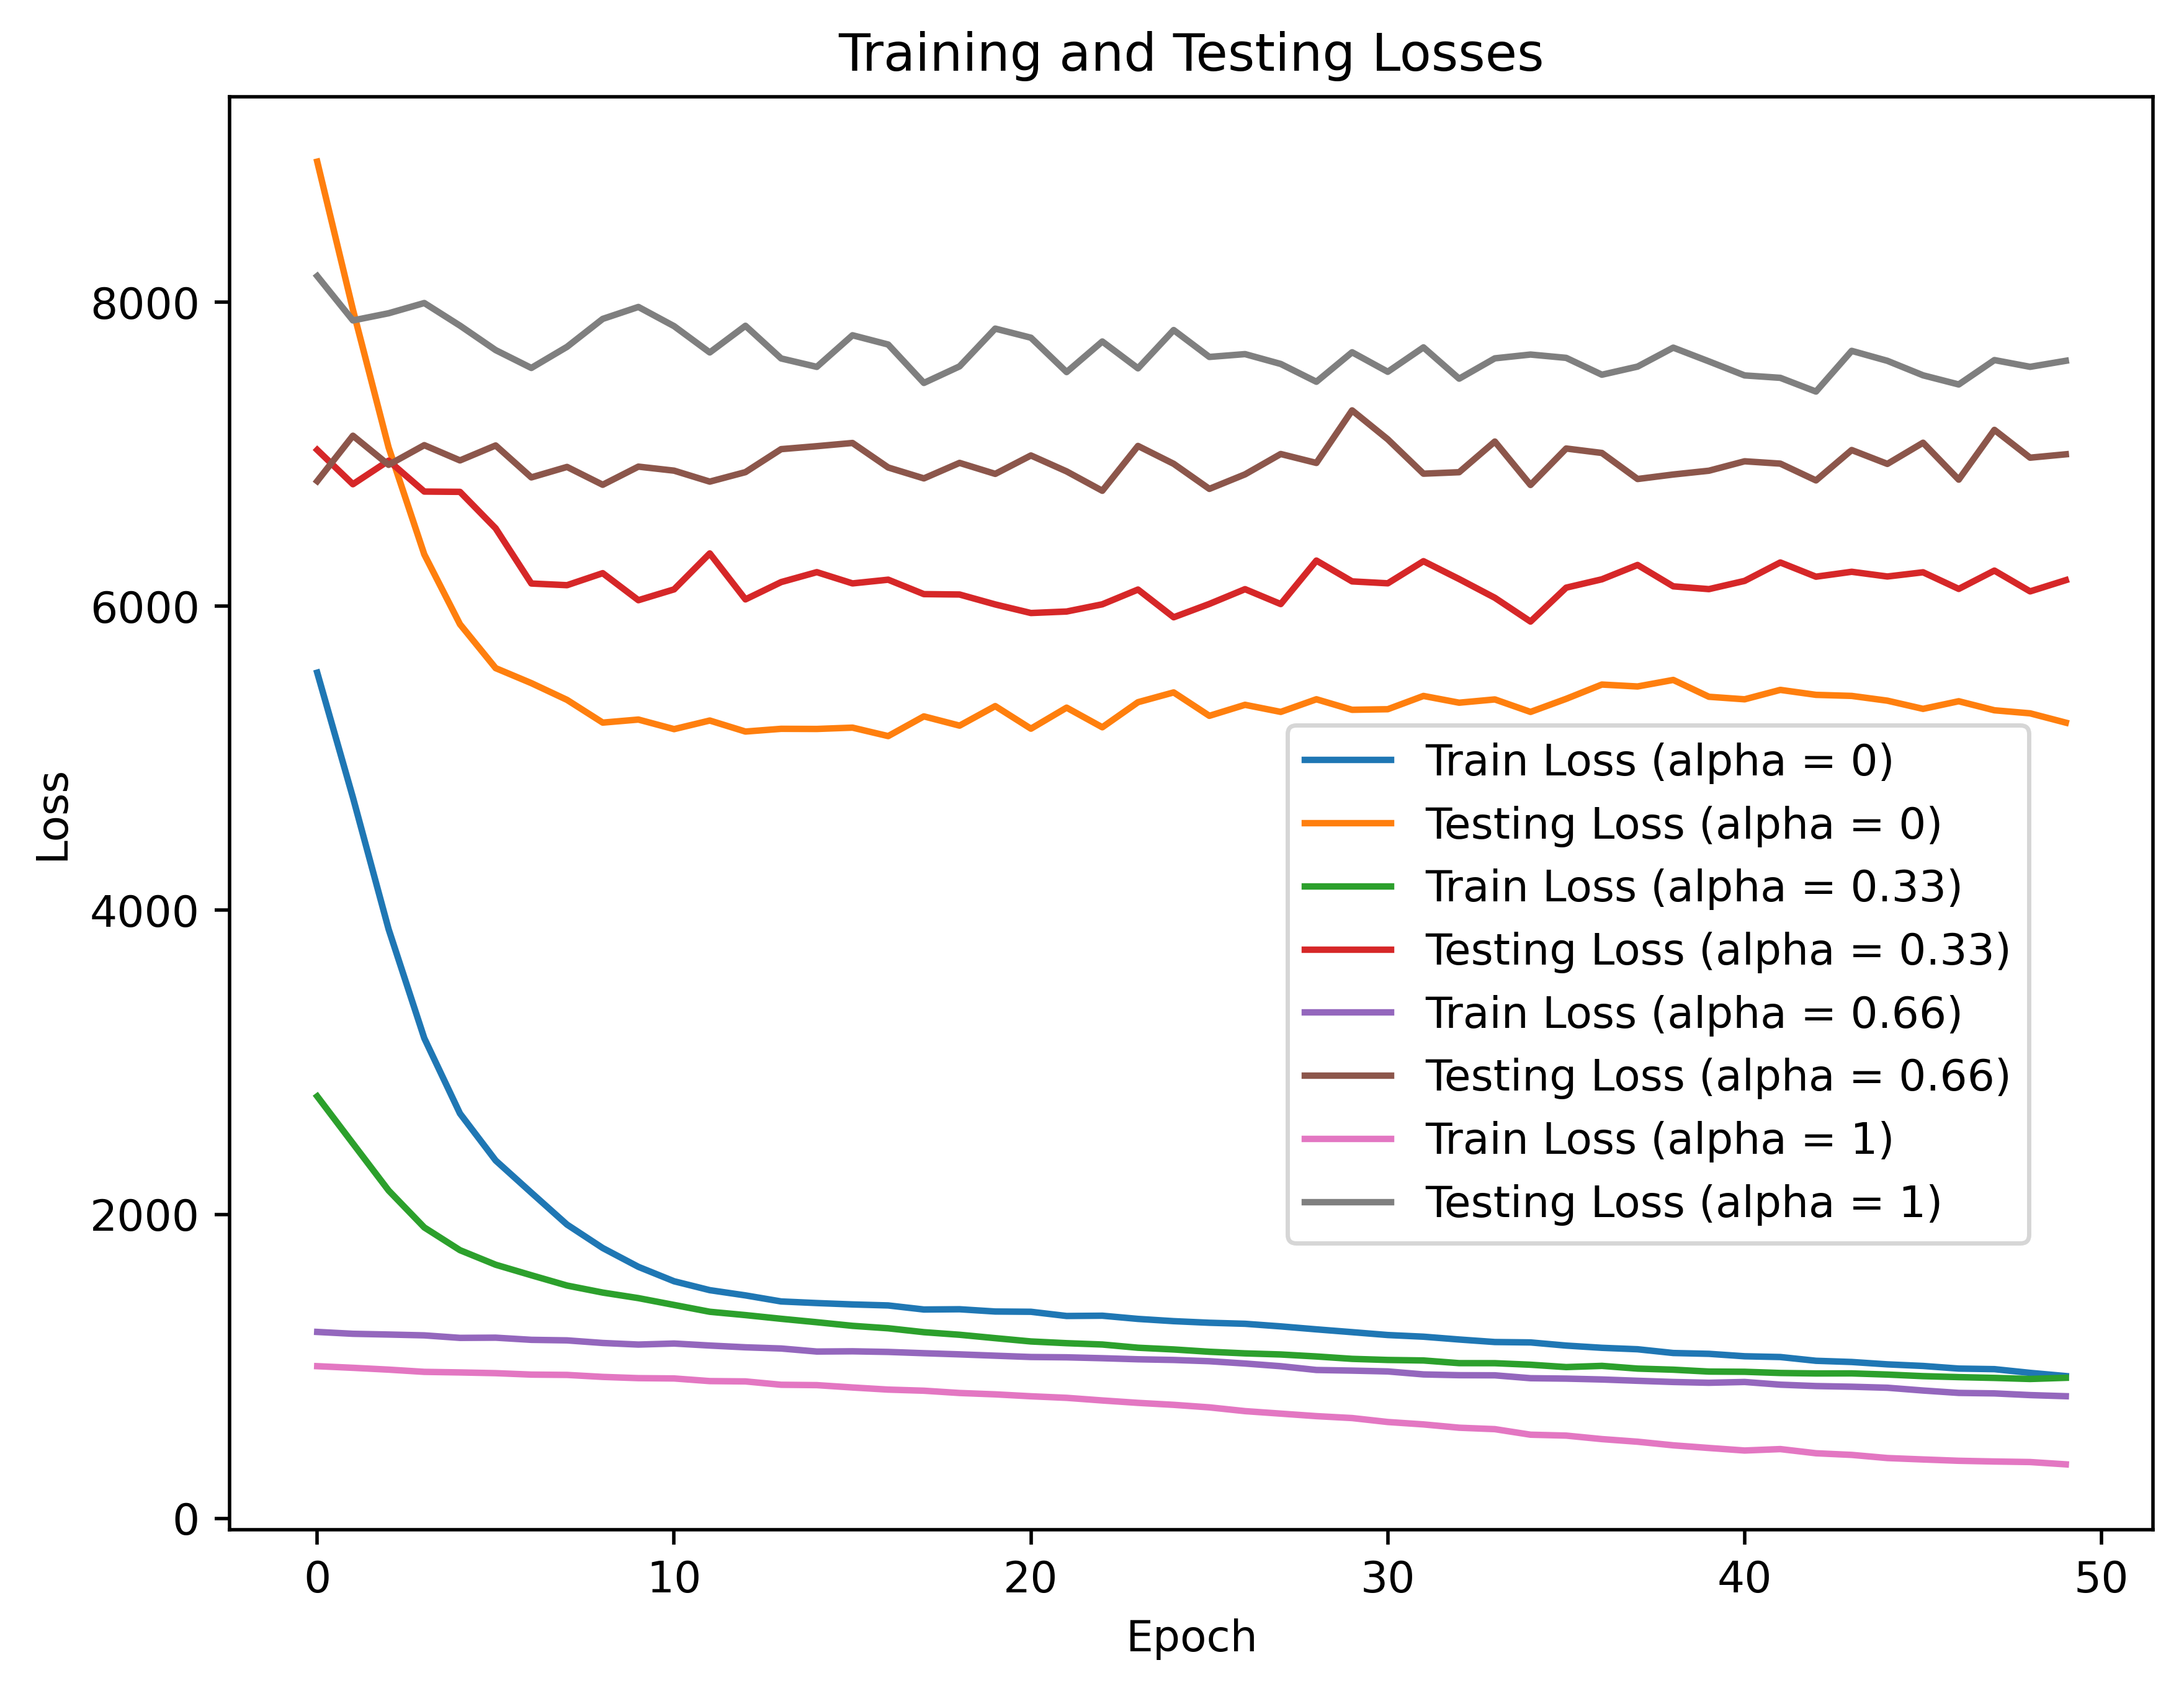 Training and Testing Losses
Loss
8000
6000
4000
2000
0
Train Loss (alpha = 0)
Testing Loss (alpha = 0)
Train Loss (alpha = 0.33)
Testing Loss (alpha = 0.33)
Train Loss (alpha = 0.66)
Testing Loss (alpha = 0.66)
Train Loss (alpha = 1)
Testing Loss (alpha = 1)
0 10 20 30 40 50
Epoch